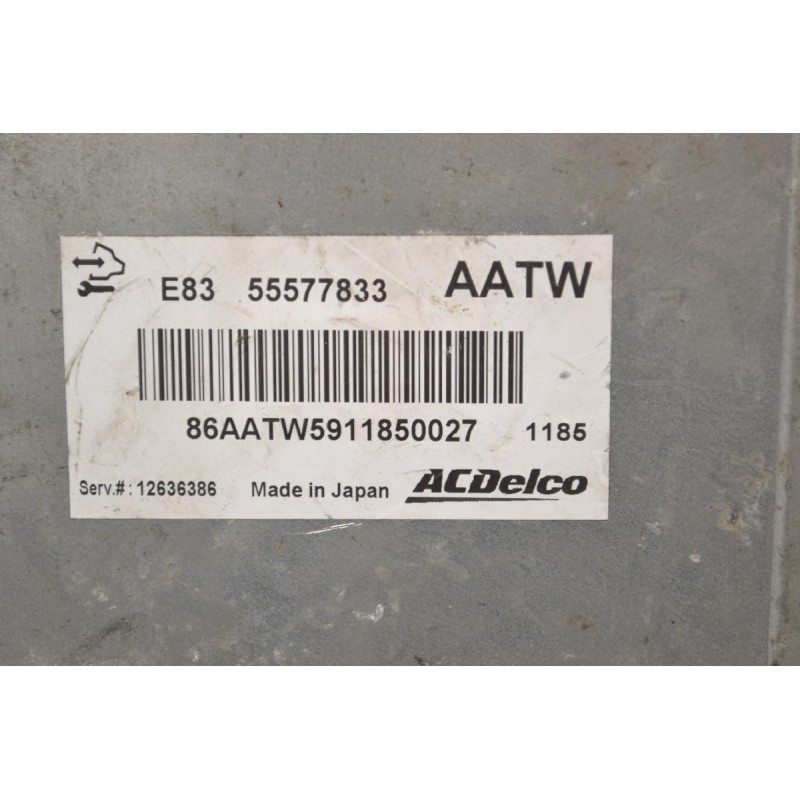 E83 55577833 AATW
86AATW5911850027 1185
Serv.#: 12636386 Made in Japan ACDelco